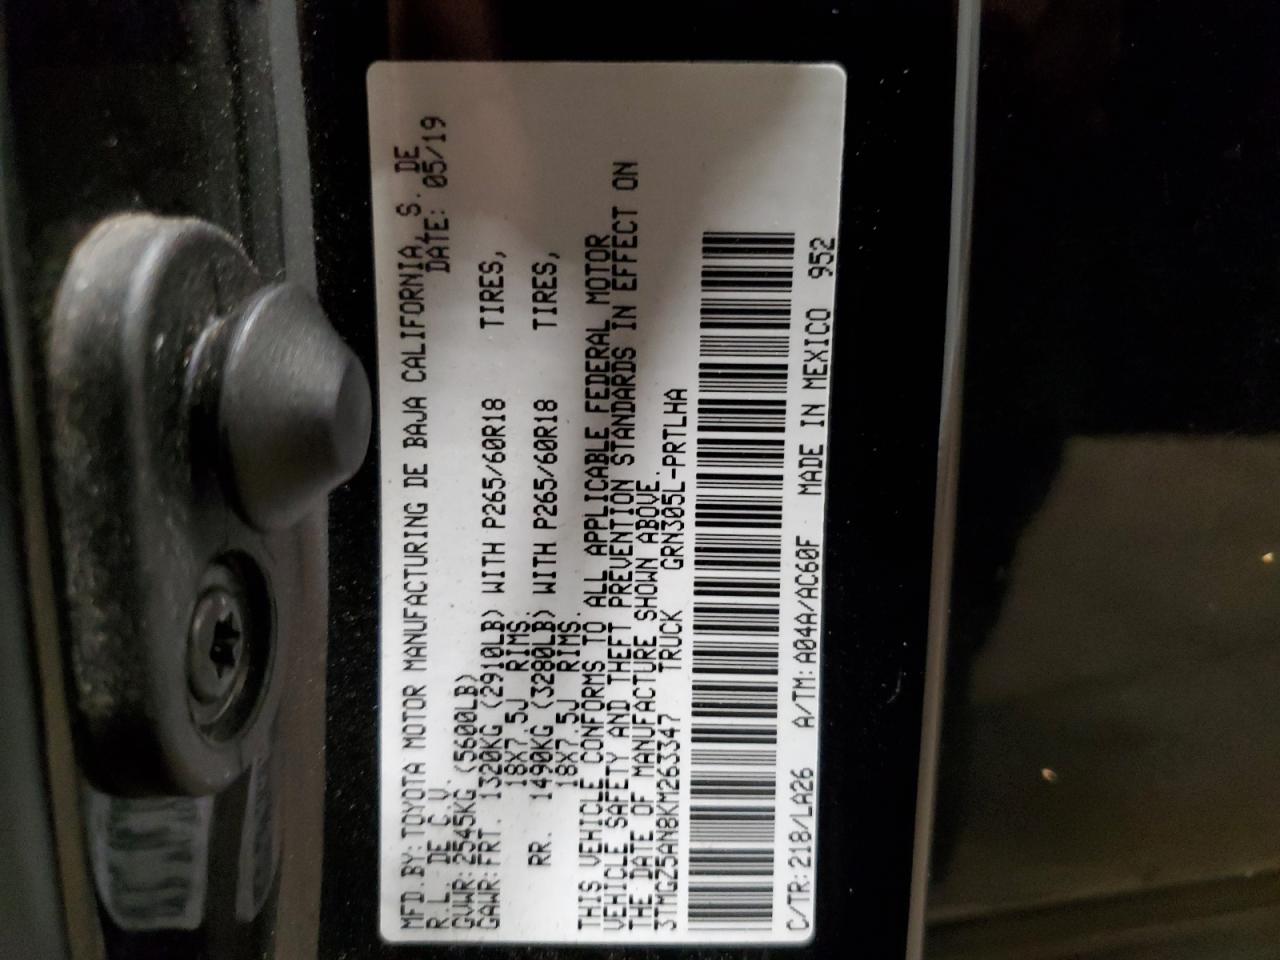 MFD.BY: TOYOTA MOTOR MANUFACTURING DE BAJA CALIFORNIA, S. DE
R.L. DE C.V. DATE: 05/19
GVWR: 2545KG (5600LB)
GAWR: FRT. 1320KG (2910LB) WITH P265/60R18 TIRES,
18X7.5J RIMS.
RR. 1490KG (3280LB) WITH P265/60R18 TIRES,
18X7.5J RIMS.
THIS VEHICLE CONFORMS TO ALL APPLICABLE FEDERAL MOTOR
VEHICLE SAFETY AND THEFT PREVENTION STANDARDS IN EFFECT ON
THE DATE OF MANUFACTURE SHOWN ABOVE.
3TMGZ5AN8KM263347 TRUCK GRN305L-PRTLHA
C/TR: 218/LA26 A/TM: A04A/AC60F MADE IN MEXICO 952